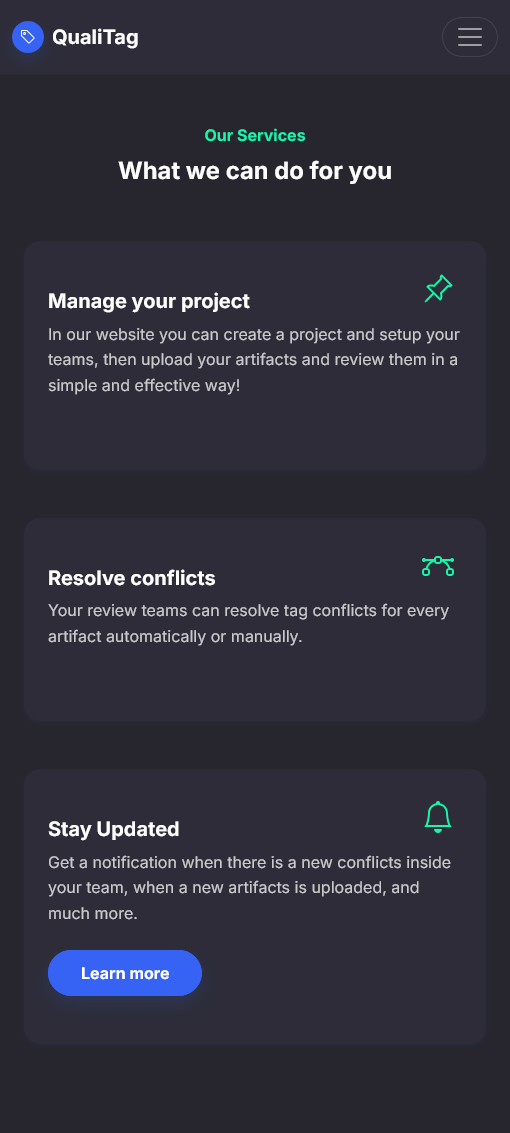 QualiTag
Our Services
What we can do for you
Manage your project
In our website you can create a project and setup your
teams, then upload your artifacts and review them in a
simple and effective way!
Resolve conflicts
Your review teams can resolve tag conflicts for every
artifact automatically or manually.
Stay Updated
Get a notification when there is a new conflicts inside
your team, when a new artifacts is uploaded, and
much more.
Learn more